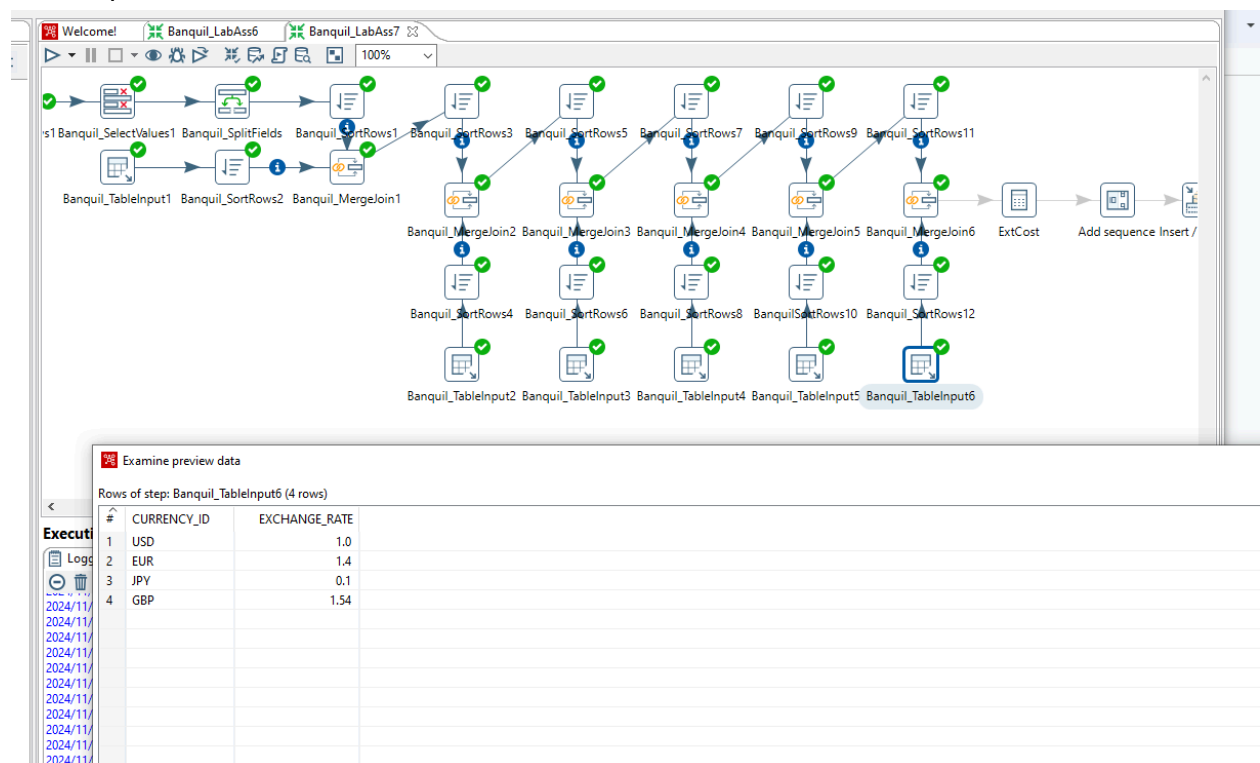 Welcome! Banquil_LabAss6 Banquil_LabAss7
100%
s1 Banquil_SelectValues1 Banquil_SplitFields Banquil_SortRows1 Banquil_SortRows3 Banquil_SortRows5 Banquil_SortRows7 Banquil_SortRows9 Banquil_SortRows11
Banquil_TableInput1 Banquil_SortRows2 Banquil_MergeJoin1
Banquil_MergeJoin2 Banquil_MergeJoin3 Banquil_MergeJoin4 Banquil_MergeJoin5 Banquil_MergeJoin6 ExtCost Add sequence Insert /
Banquil_SortRows4 Banquil_SortRows6 Banquil_SortRows8 BanquilSortRows10 Banquil_SortRows12
Banquil_TableInput2 Banquil_TableInput3 Banquil_TableInput4 Banquil_TableInput5 Banquil_TableInput6
Examine preview data
Rows of step: Banquil_TableInput6 (4 rows)
# CURRENCY_ID EXCHANGE_RATE
1 USD 1.0
2 EUR 1.4
3 JPY 0.1
4 GBP 1.54
Executi
Logg
2024/11/
2024/11/
2024/11/
2024/11/
2024/11/
2024/11/
2024/11/
2024/11/
2024/11/
2024/11/
2024/11/